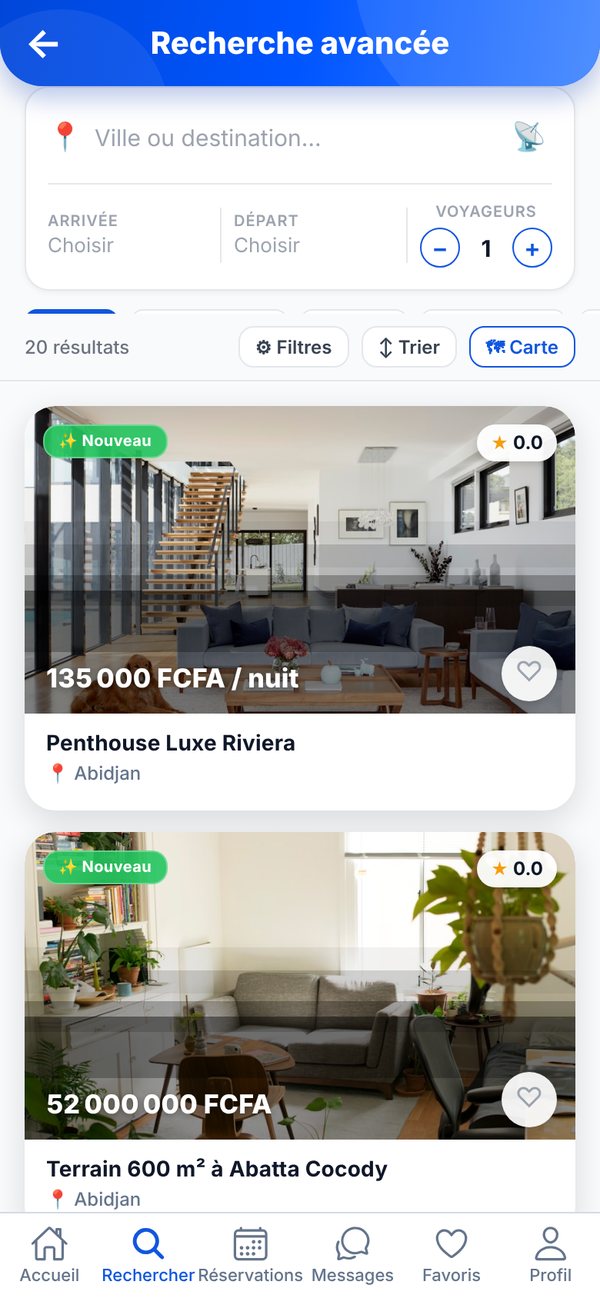 Recherche avancée
Ville ou destination...
ARRIVÉE
Choisir
DÉPART
Choisir
VOYAGEURS
− 1 +
20 résultats
Filtres
Trier
Carte
Nouveau
0.0
135 000 FCFA / nuit
Penthouse Luxe Riviera
Abidjan
Nouveau
0.0
52 000 000 FCFA
Terrain 600 m² à Abatta Cocody
Abidjan
Accueil
Rechercher
Réservations
Messages
Favoris
Profil